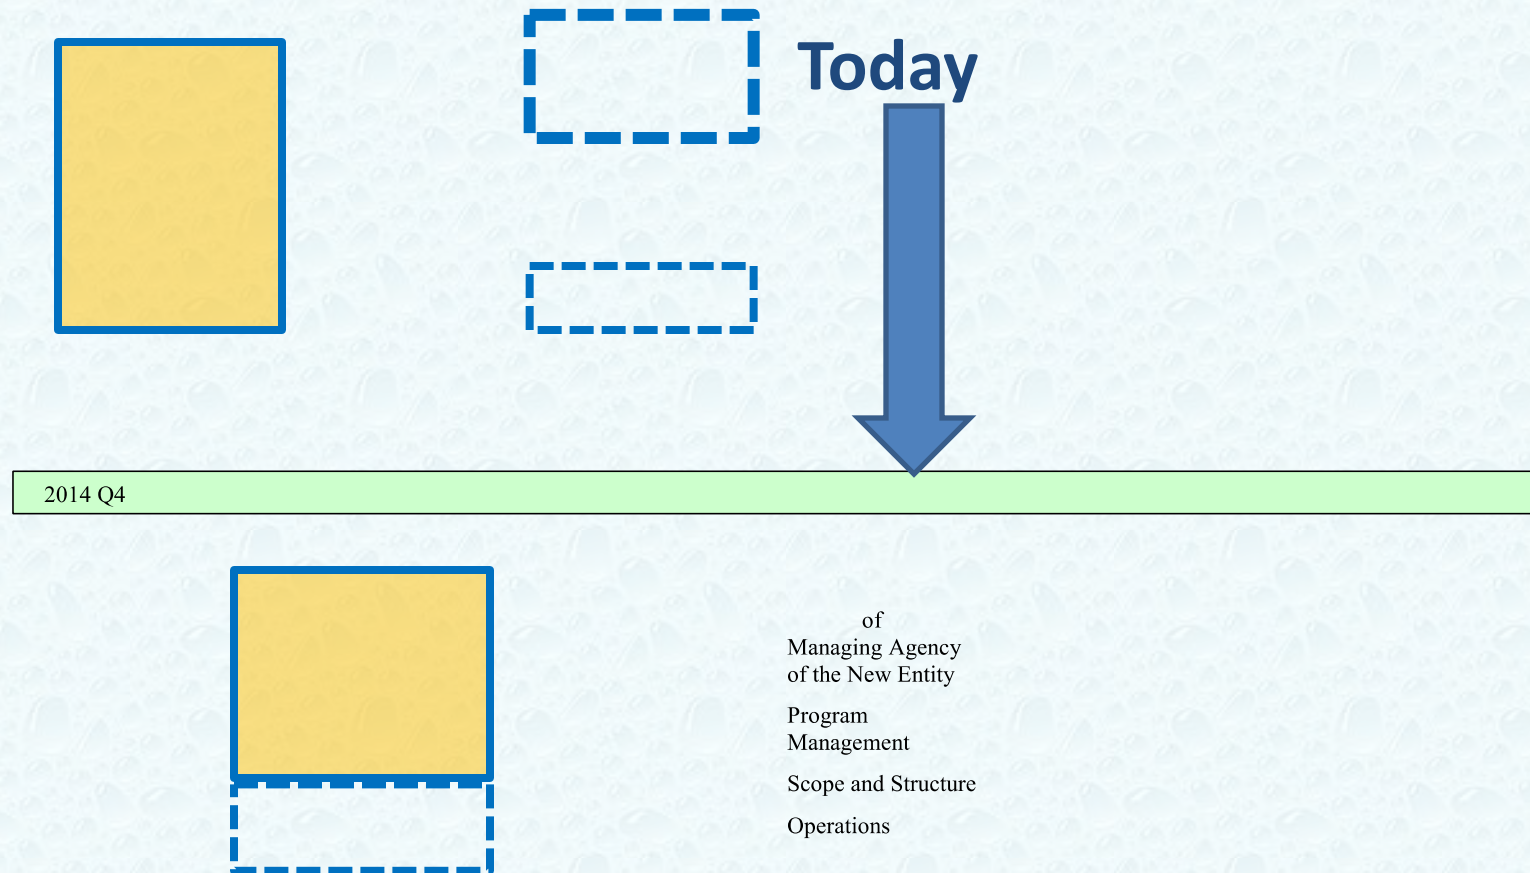 Today
2014 Q4
of
Managing Agency
of the New Entity
Program
Management
Scope and Structure
Operations